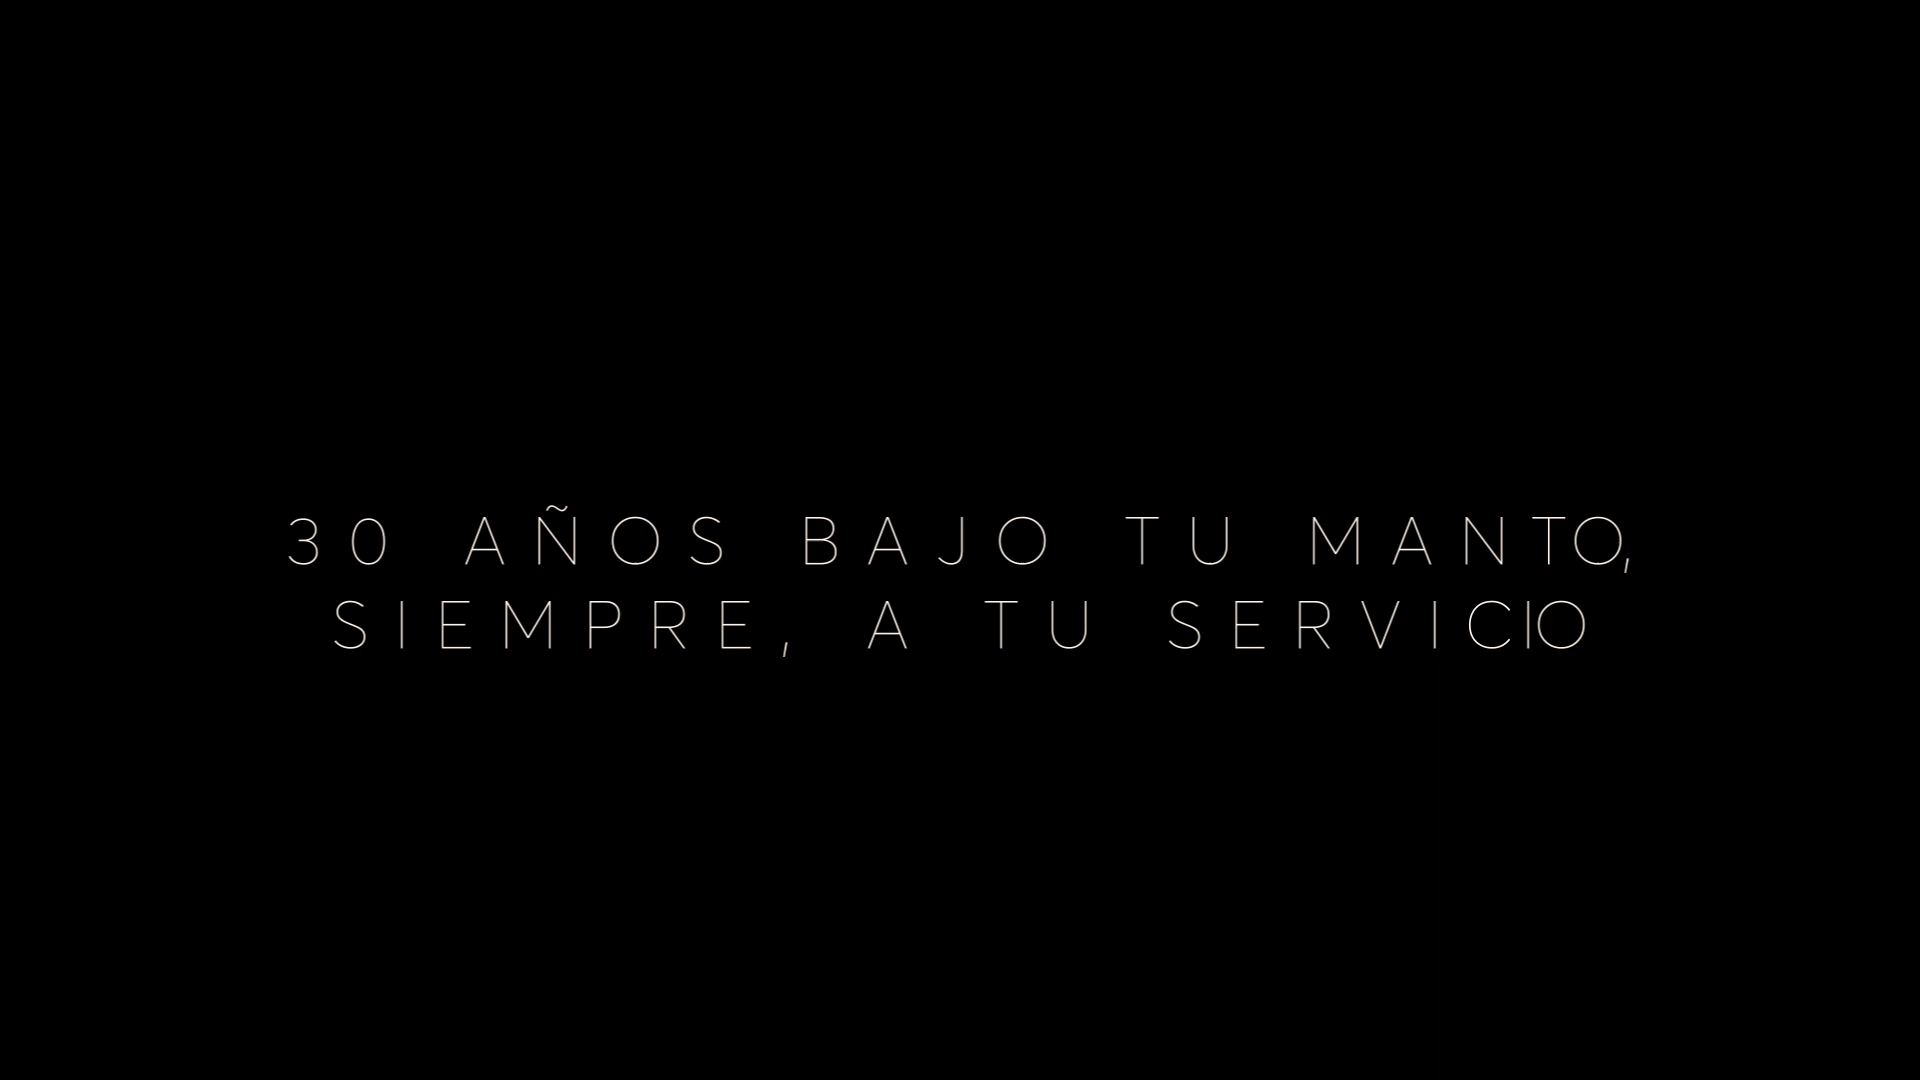 30 AÑOS BAJO TU MANTO,
SIEMPRE, A TU SERVICIO